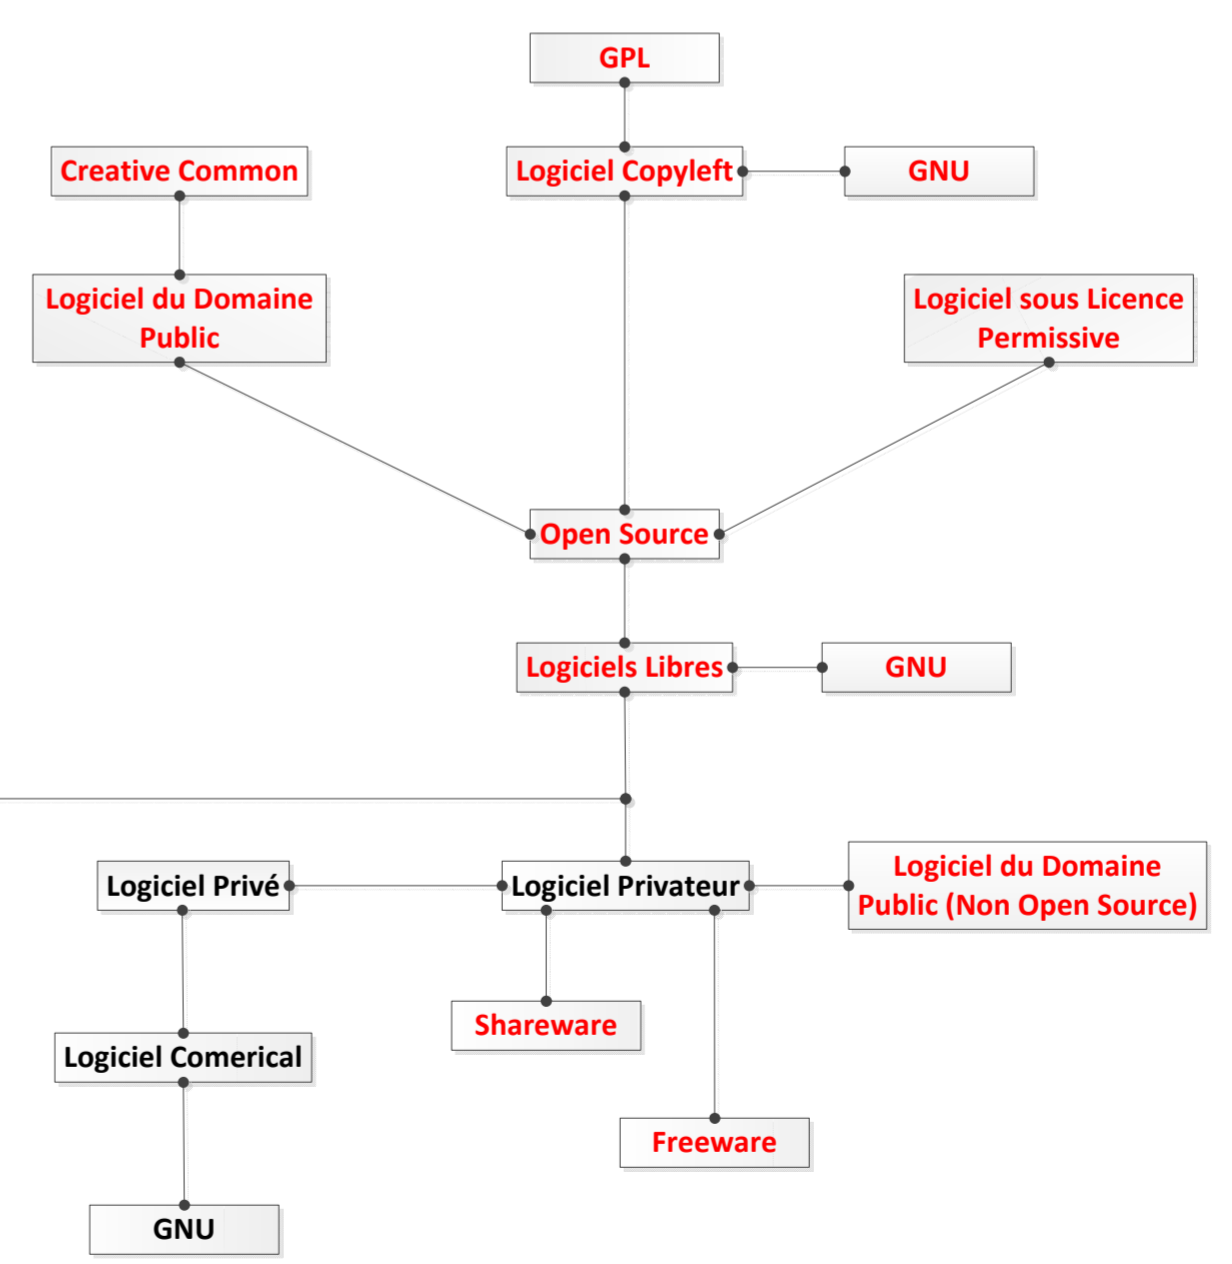 GPL
Creative Common
Logiciel Copyleft
GNU
Logiciel du Domaine
Public
Logiciel sous Licence
Permissive
Open Source
Logiciels Libres
GNU
Logiciel Privé
Logiciel Privateur
Logiciel du Domaine
Public (Non Open Source)
Shareware
Logiciel Comerical
Freeware
GNU